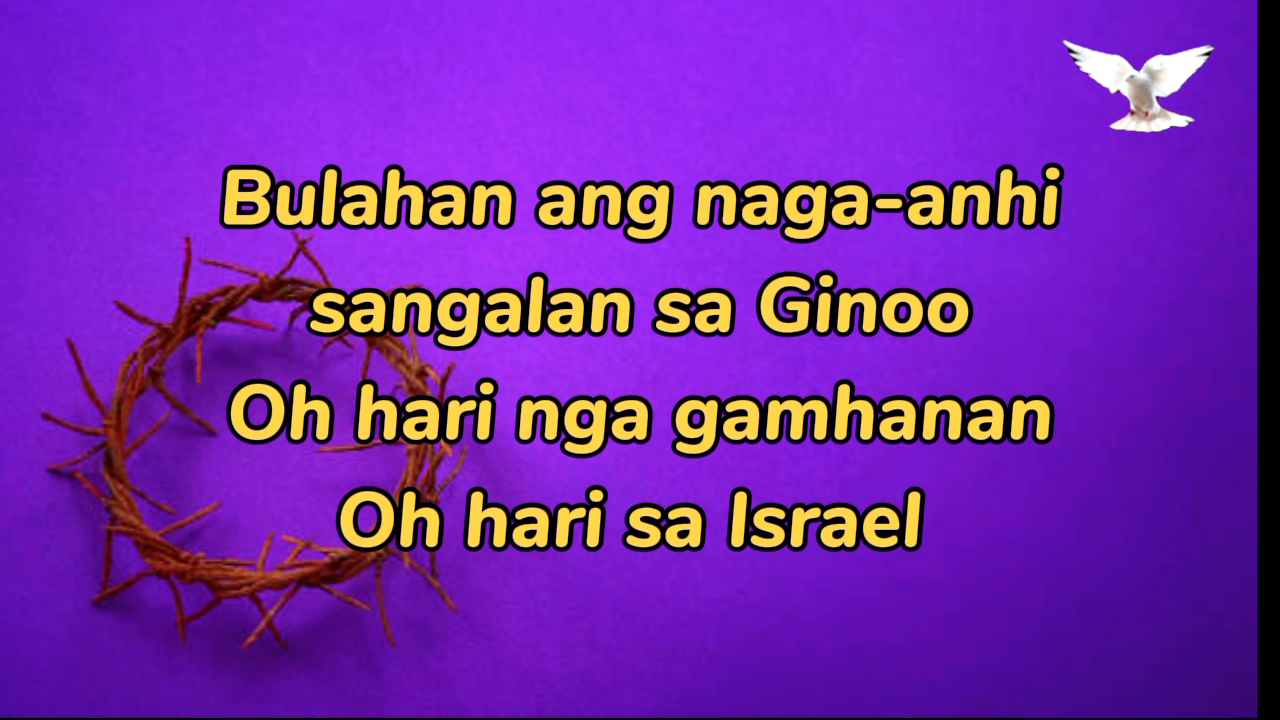 Bulahan ang naga-anhi
sangalan sa Ginoo
Oh hari nga gamhanan
Oh hari sa Israel